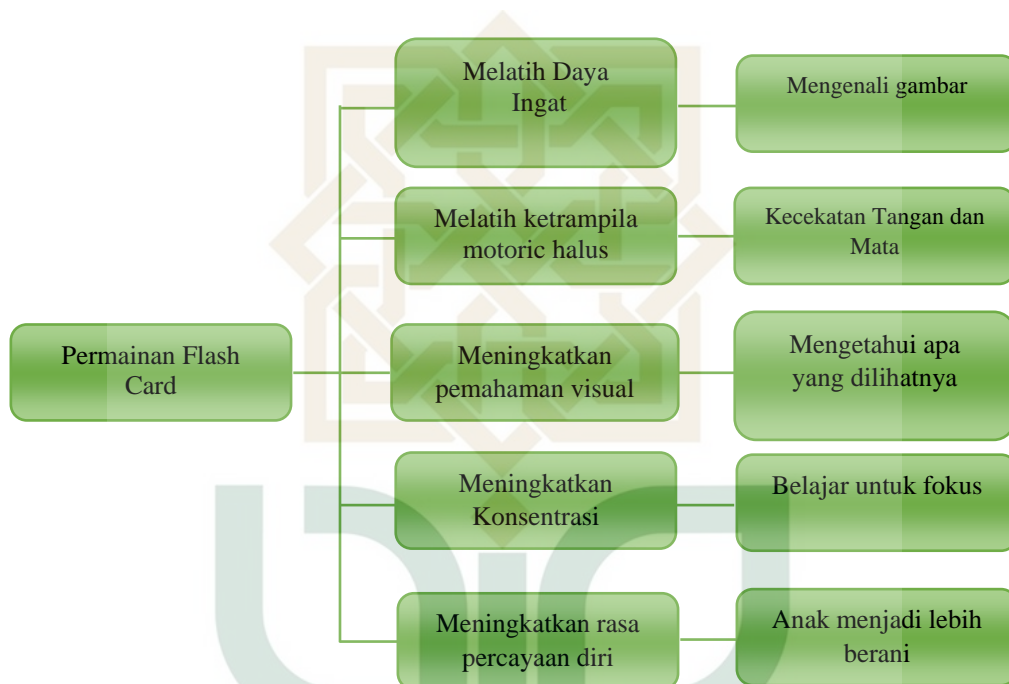 Melatih Daya
Ingat
Mengenali gambar
Melatih ketrampila
motoric halus
Kecekatan Tangan dan
Mata
Permainan Flash
Card
Meningkatkan
pemahaman visual
Mengetahui apa
yang dilihatnya
Meningkatkan
Konsentrasi
Belajar untuk fokus
Meningkatkan rasa
percayaan diri
Anak menjadi lebih
berani